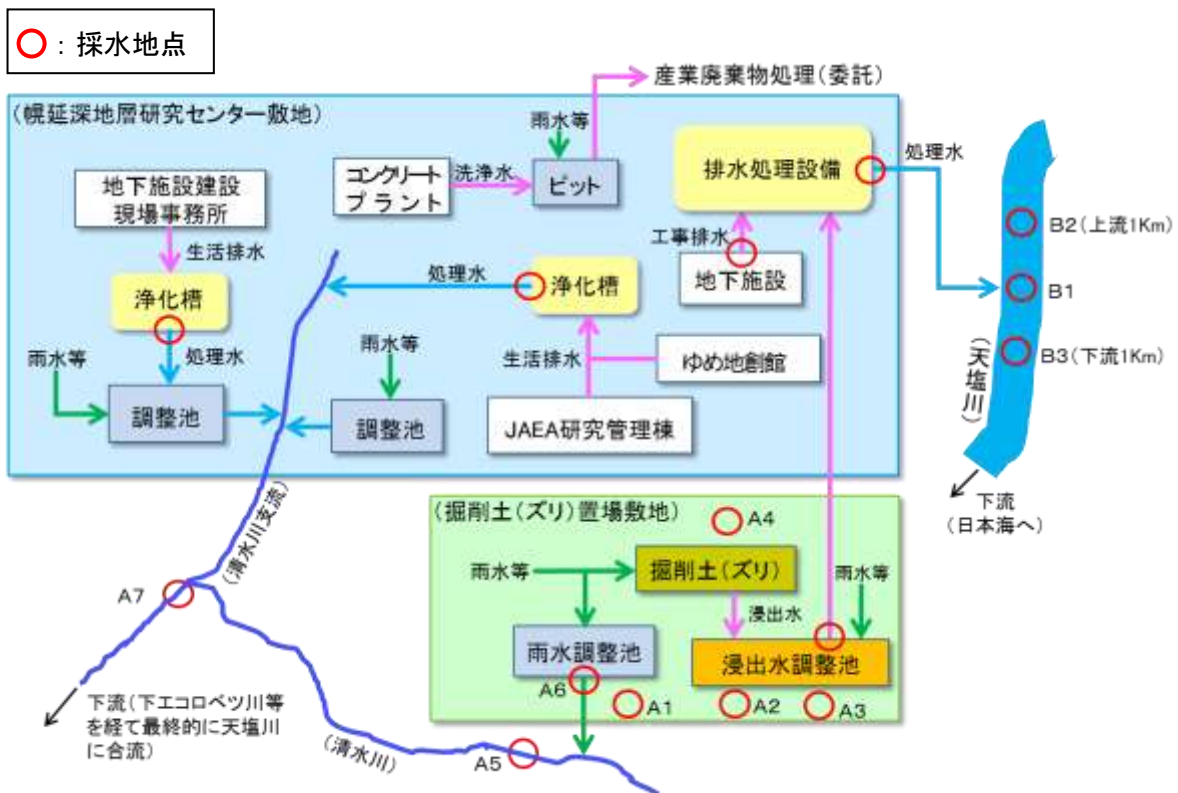 ：採水地点
産業廃棄物処理（委託）
（幌延深地層研究センター敷地）
雨水等
処理水
地下施設建設
現場事務所
コンクリート
プラント
洗浄水
ピット
排水処理設備
生活排水
工事排水
地下施設
B2（上流1Km）
B1
B3（下流1Km）
（天塩川）
浄化槽
処理水
浄化槽
雨水等
処理水
雨水等
生活排水
ゆめ地創館
調整池
調整池
JAEA研究管理棟
下流
（日本海へ）
（清水川支流）
（掘削土（ズリ）置場敷地）
A4
雨水等
掘削土（ズリ）
雨水等
A7
浸出水
雨水調整池
浸出水調整池
A6
A1
A2
A3
下流（下エコロベツ川等
を経て最終的に天塩川
に合流）
（清水川）
A5